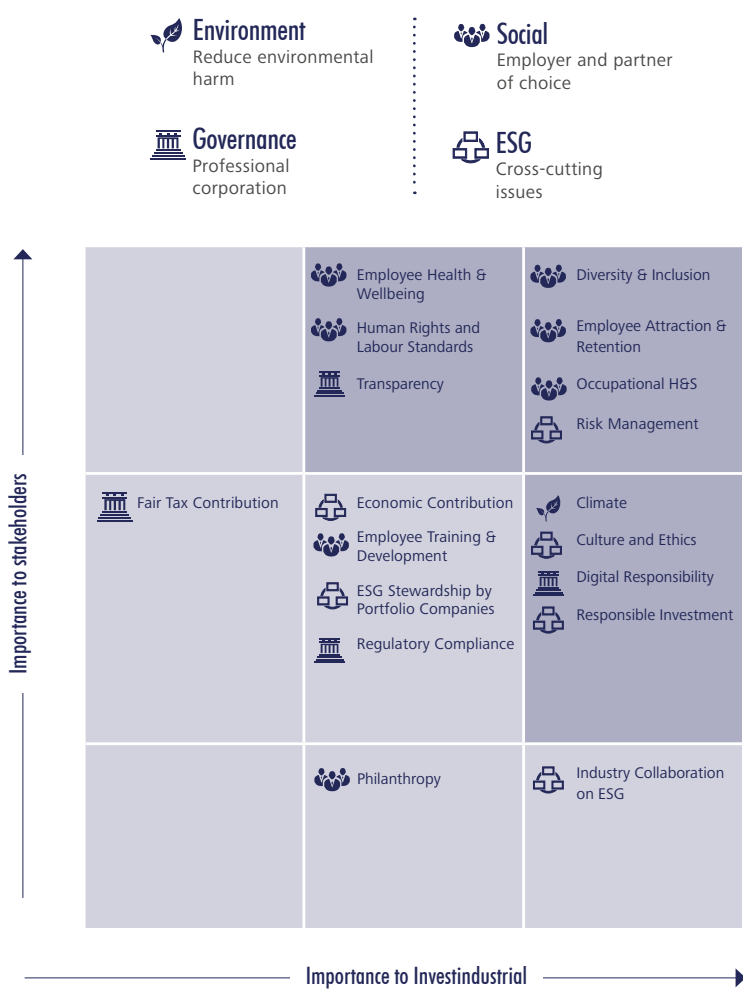 Environment
Reduce environmental
harm
Social
Employer and partner
of choice
Governance
Professional
corporation
ESG
Cross-cutting
issues
Importance to stakeholders
Employee Health &
Wellbeing
Human Rights and
Labour Standards
Transparency
Diversity & Inclusion
Employee Attraction &
Retention
Occupational H&S
Risk Management
Fair Tax Contribution
Economic Contribution
Employee Training &
Development
ESG Stewardship by
Portfolio Companies
Regulatory Compliance
Climate
Culture and Ethics
Digital Responsibility
Responsible Investment
Philanthropy
Industry Collaboration
on ESG
Importance to Investindustrial